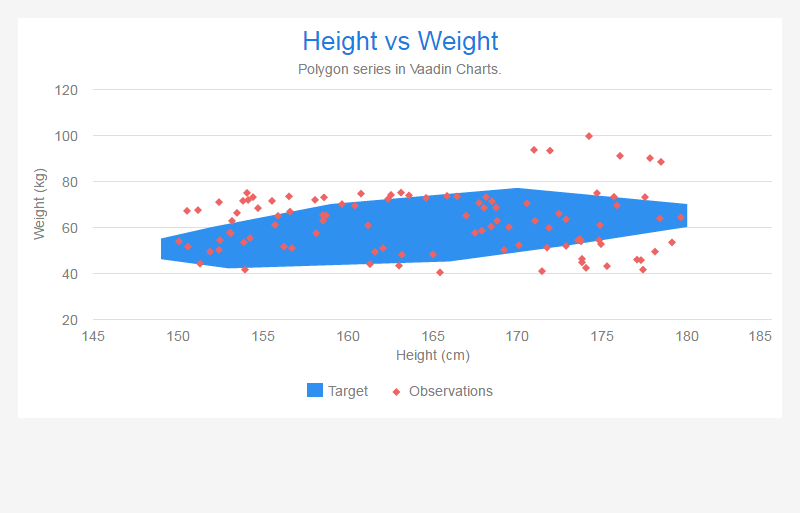 Height vs Weight
Polygon series in Vaadin Charts.
120
100
80
60
40
20
Weight (kg)
145 150 155 160 165 170 175 180 185
Height (cm)
Target Observations